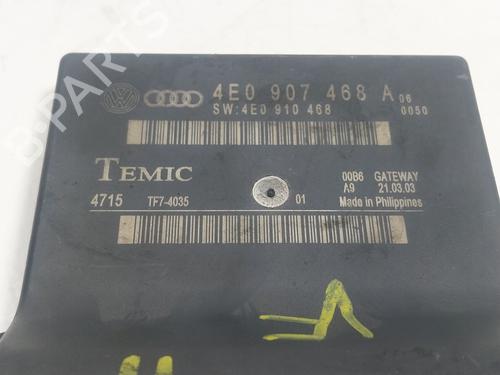 4E0 907 468 A 06
SW:4E0 910 468 0050
TEMIC
00B6 GATEWAY
4715 TF7-4035 01 A9 21.03.03
Made in Philippines
B-PARTS